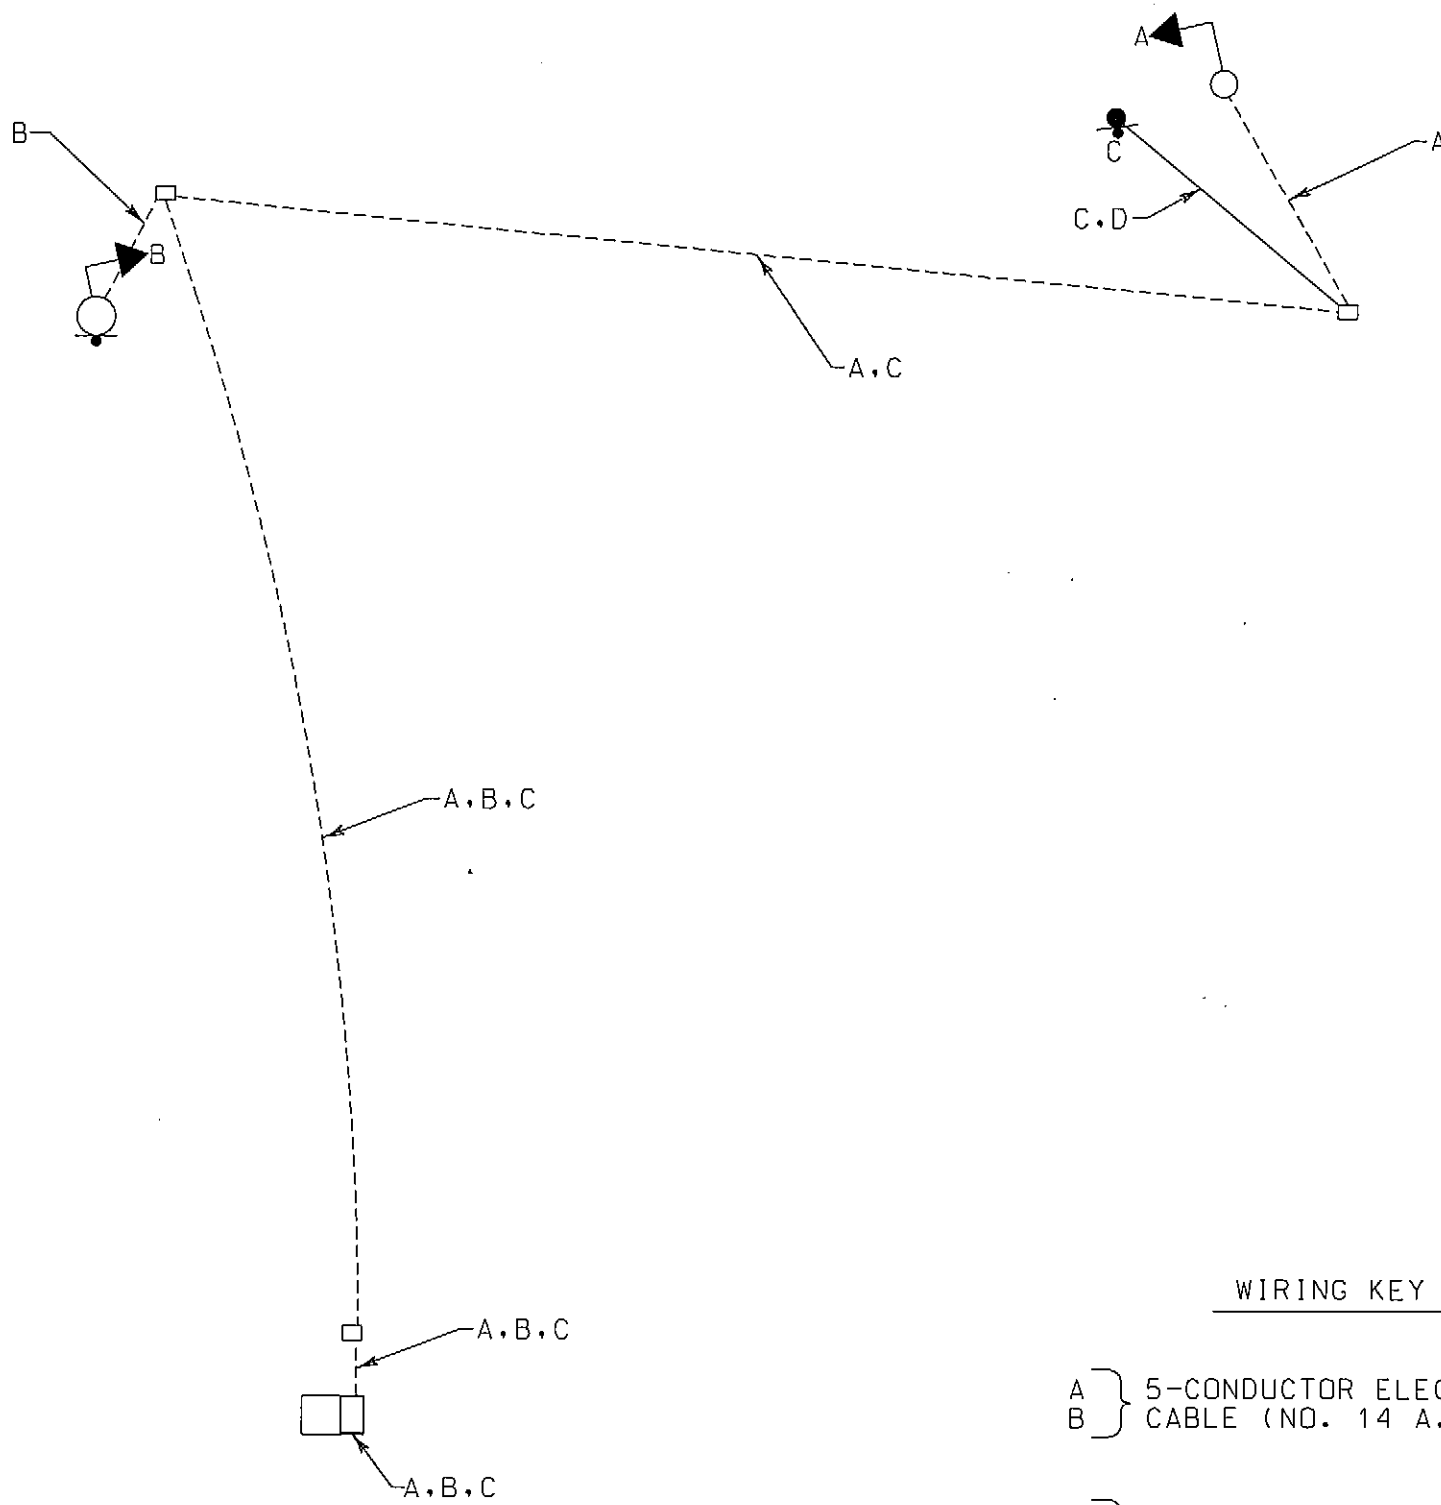 A
B
A
C
C,D
B
A,C
A,B,C
WIRING KEY
A,B,C
A } 5-CONDUCTOR ELEC
B } CABLE (NO. 14 A.
A,B,C